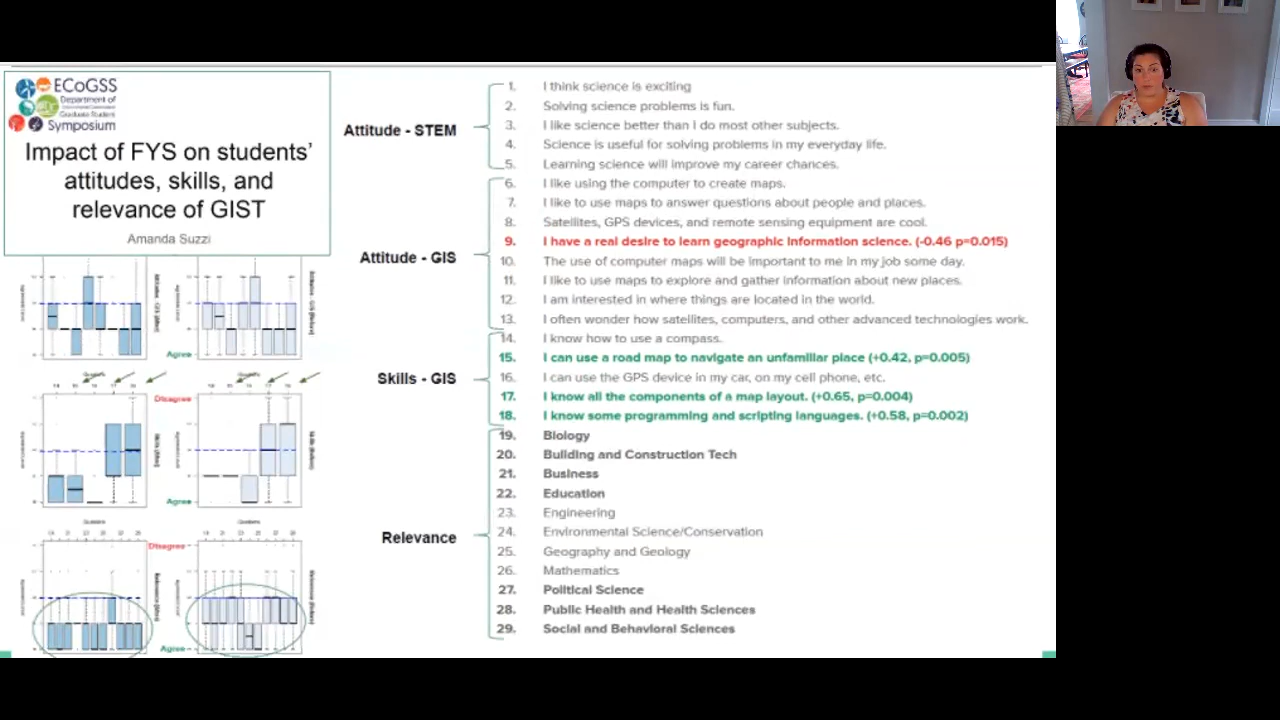 ECoGSS
Department of
Environmental Conservation
Graduate Student
Symposium
Impact of FYS on students’
attitudes, skills, and
relevance of GIST
Amanda Suzzi
Attitude - STEM
1. I think science is exciting
2. Solving science problems is fun.
3. I like science better than I do most other subjects.
4. Science is useful for solving problems in my everyday life.
5. Learning science will improve my career chances.
Attitude - GIS
6. I like using the computer to create maps.
7. I like to use maps to answer questions about people and places.
8. Satellites, GPS devices, and remote sensing equipment are cool.
9. I have a real desire to learn geographic information science. (-0.46 p=0.015)
10. The use of computer maps will be important to me in my job some day.
11. I like to use maps to explore and gather information about new places.
12. I am interested in where things are located in the world.
13. I often wonder how satellites, computers, and other advanced technologies work.
Skills - GIS
14. I know how to use a compass.
15. I can use a road map to navigate an unfamiliar place (+0.42, p=0.005)
16. I can use the GPS device in my car, on my cell phone, etc.
17. I know all the components of a map layout. (+0.65, p=0.004)
18. I know some programming and scripting languages. (+0.58, p=0.002)
Relevance
19. Biology
20. Building and Construction Tech
21. Business
22. Education
23. Engineering
24. Environmental Science/Conservation
25. Geography and Geology
26. Mathematics
27. Political Science
28. Public Health and Health Sciences
29. Social and Behavioral Sciences
Agree
Disagree
Agree
Disagree
Agree